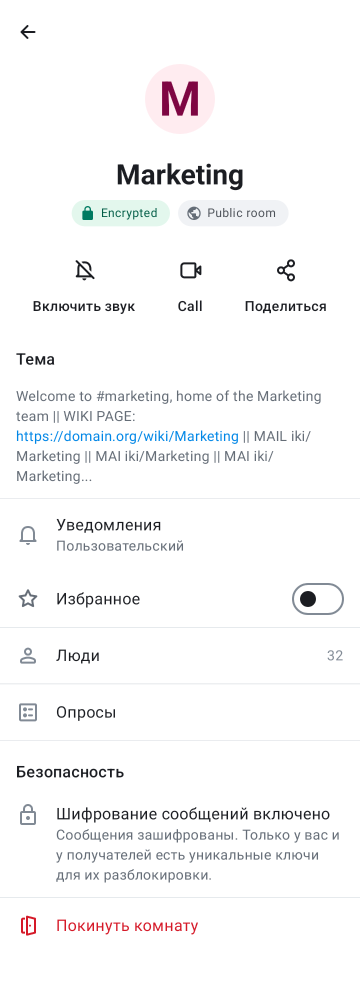 M
Marketing
Encrypted
Public room
Включить звук
Call
Поделиться
Тема
Welcome to #marketing, home of the Marketing
team || WIKI PAGE:
https://domain.org/wiki/Marketing || MAIL iki/
Marketing || MAI iki/Marketing || MAI iki/
Marketing...
Уведомления
Пользовательский
Избранное
Люди
32
Опросы
Безопасность
Шифрование сообщений включено
Сообщения зашифрованы. Только у вас и
у получателей есть уникальные ключи
для их разблокировки.
Покинуть комнату